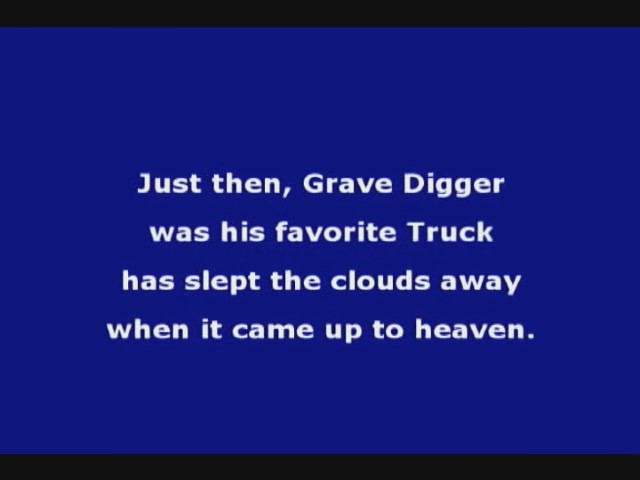 Just then, Grave Digger
was his favorite Truck
has slept the clouds away
when it came up to heaven.